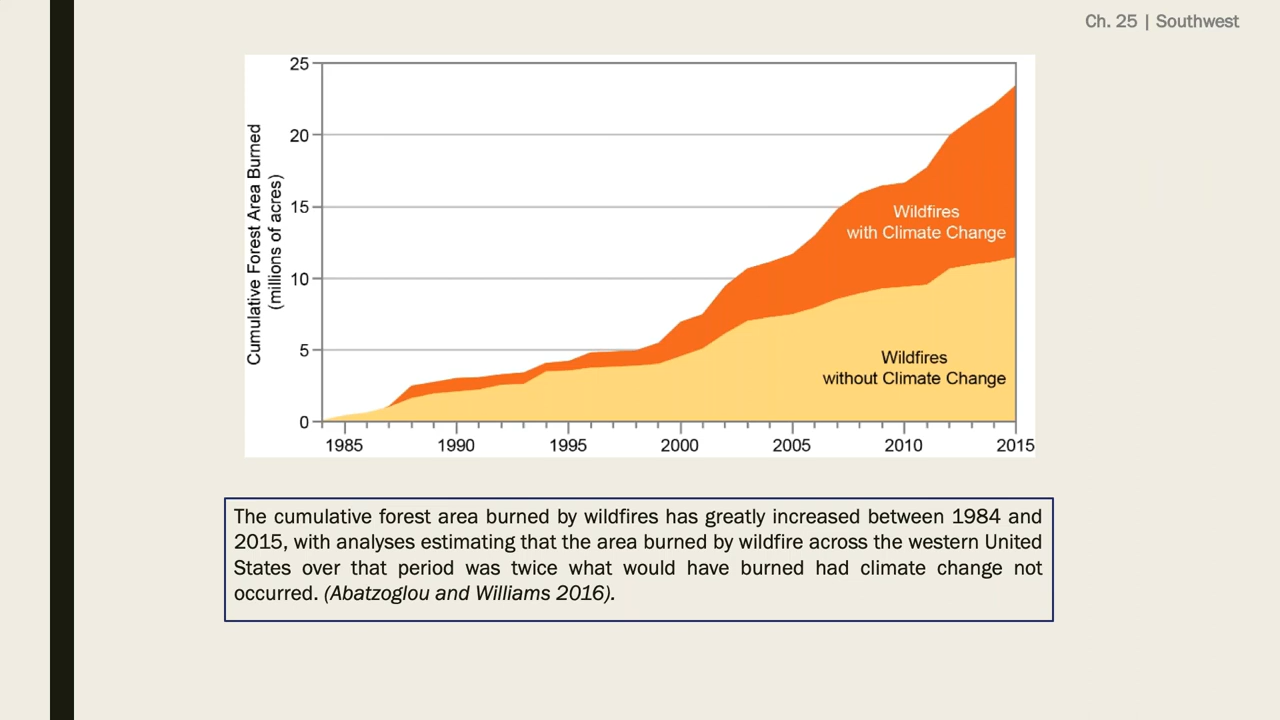 Ch. 25 | Southwest
Cumulative Forest Area Burned
(millions of acres)
25
20
15
10
5
0
Wildfires
with Climate Change
Wildfires
without Climate Change
1985 1990 1995 2000 2005 2010 2015
The cumulative forest area burned by wildfires has greatly increased between 1984 and
2015, with analyses estimating that the area burned by wildfire across the western United
States over that period was twice what would have burned had climate change not
occurred. (Abatzoglou and Williams 2016).